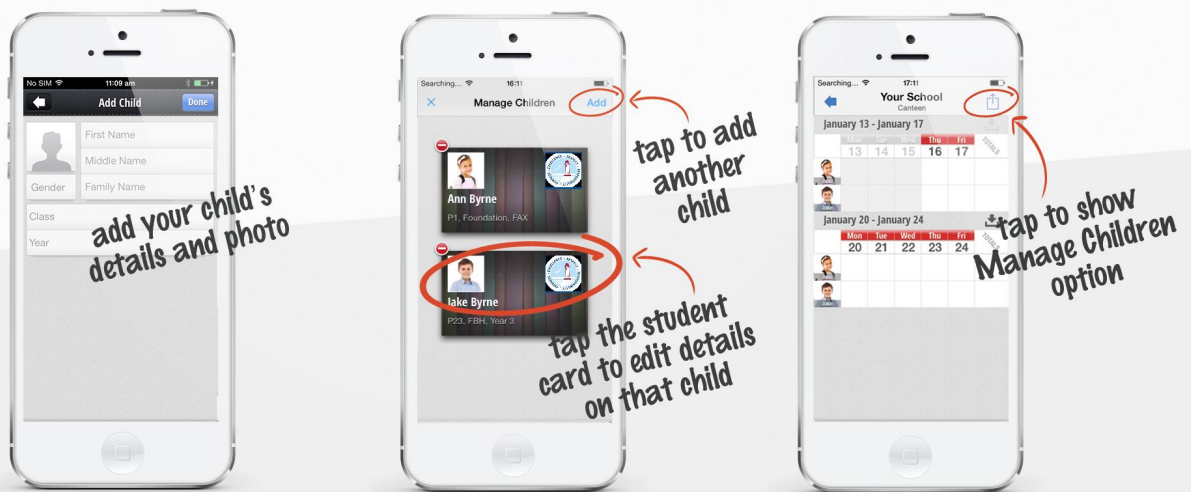 No SIM 11:09 am
Add Child Done
First Name
Middle Name
Gender Family Name
Class
Year
add your child's
details and photo
Searching... 16:11
Manage Children Add
Ann Byrne
P1, Foundation, FAX
Jake Byrne
P23, FBH, Year 3
tap to add
another
child
tap the student
card to edit details
on that child
Searching... 17:11
Your School
Canteen
January 13 - January 17
Mon Tue Wed Thu Fri TOTALS
13 14 15 16 17
Jake
January 20 - January 24
Mon Tue Wed Thu Fri TOTALS
20 21 22 23 24
Jake
tap to show
Manage Children
option